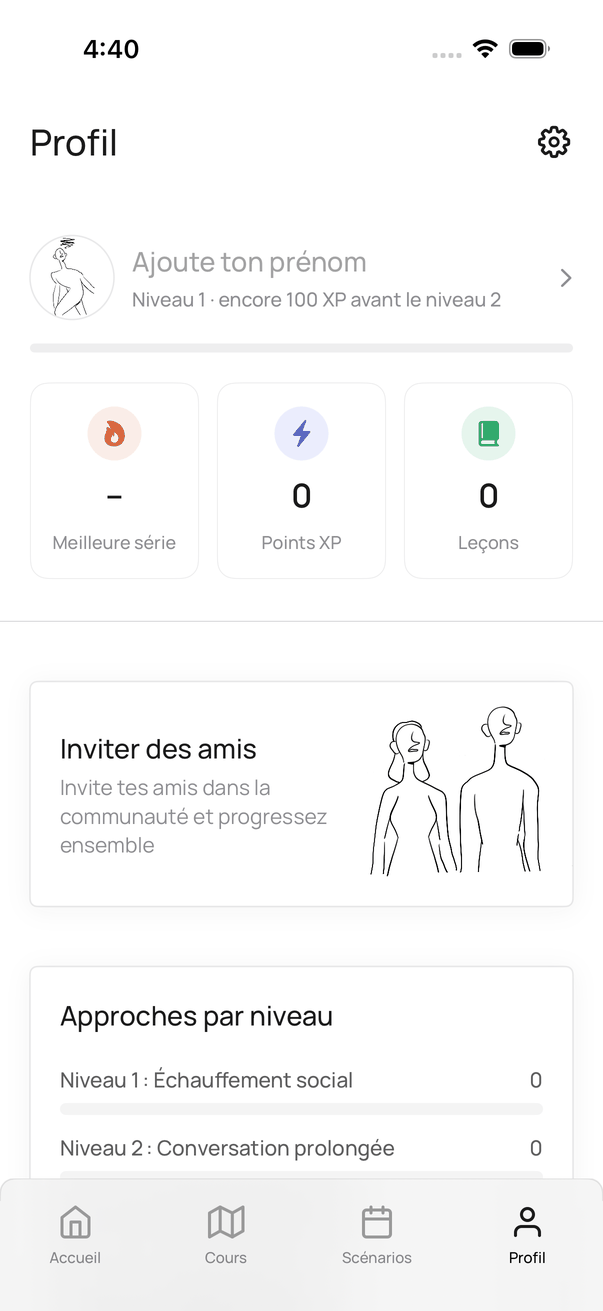 4:40
Profil
Ajoute ton prénom
Niveau 1 · encore 100 XP avant le niveau 2
– 0 0
Meilleure série Points XP Leçons
Inviter des amis
Invite tes amis dans la
communauté et progressez
ensemble
Approches par niveau
Niveau 1 : Échauffement social 0
Niveau 2 : Conversation prolongée 0
Accueil Cours Scénarios Profil